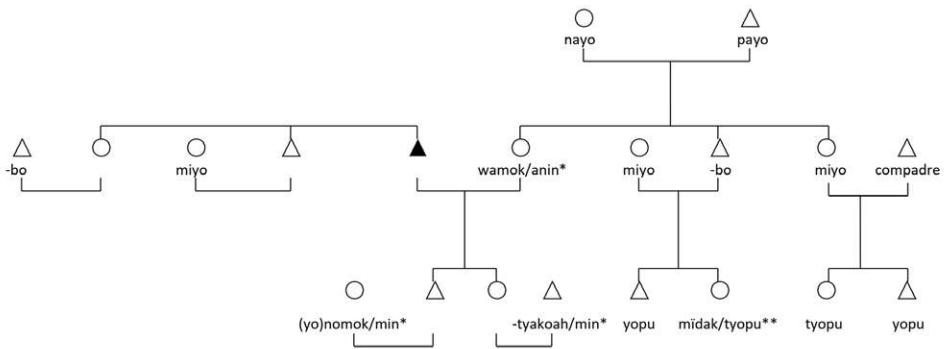 nayo payo
-bo miyo wamok/anin* miyo -bo miyo compadre
(yo)nomok/min* -tyakoah/min* yopu mïdak/tyopu** tyopu yopu